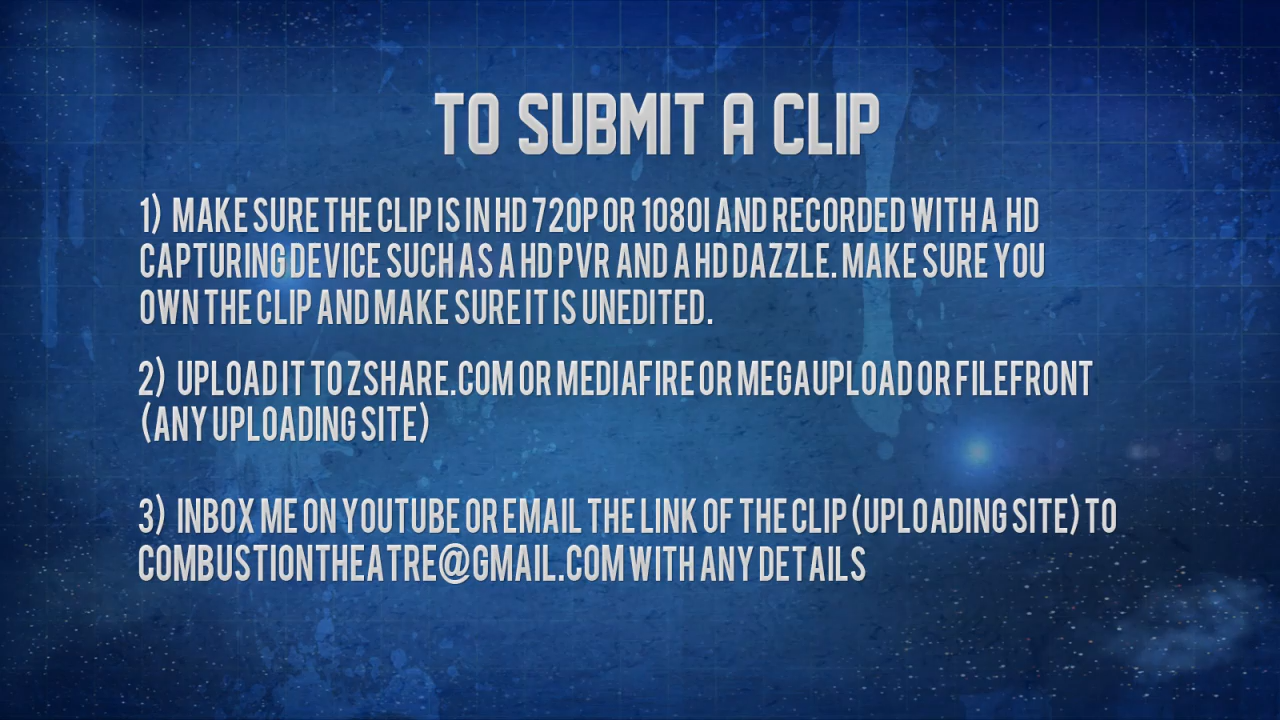 TO SUBMIT A CLIP
1) MAKE SURE THE CLIP IS IN HD 720P OR 1080I AND RECORDED WITH A HD
CAPTURING DEVICE SUCH AS A HD PVR AND A HD DAZZLE. MAKE SURE YOU
OWN THE CLIP AND MAKE SURE IT IS UNEDITED.
2) UPLOAD IT TO ZSHARE.COM OR MEDIAFIRE OR MEGAUPLOAD OR FILEFRONT
(ANY UPLOADING SITE)
3) INBOX ME ON YOUTUBE OR EMAIL THE LINK OF THE CLIP (UPLOADING SITE) TO
COMBUSTIONTHEATRE@GMAIL.COM WITH ANY DETAILS